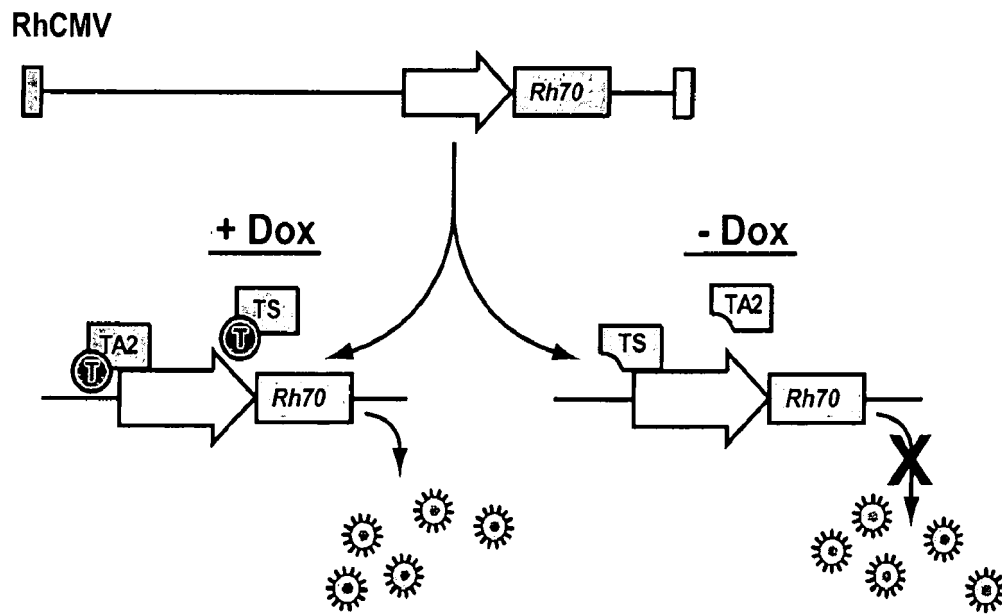 RhCMV
Rh70
+ Dox
- Dox
TS
T
TA2
T
Rh70
TA2
TS
Rh70
X